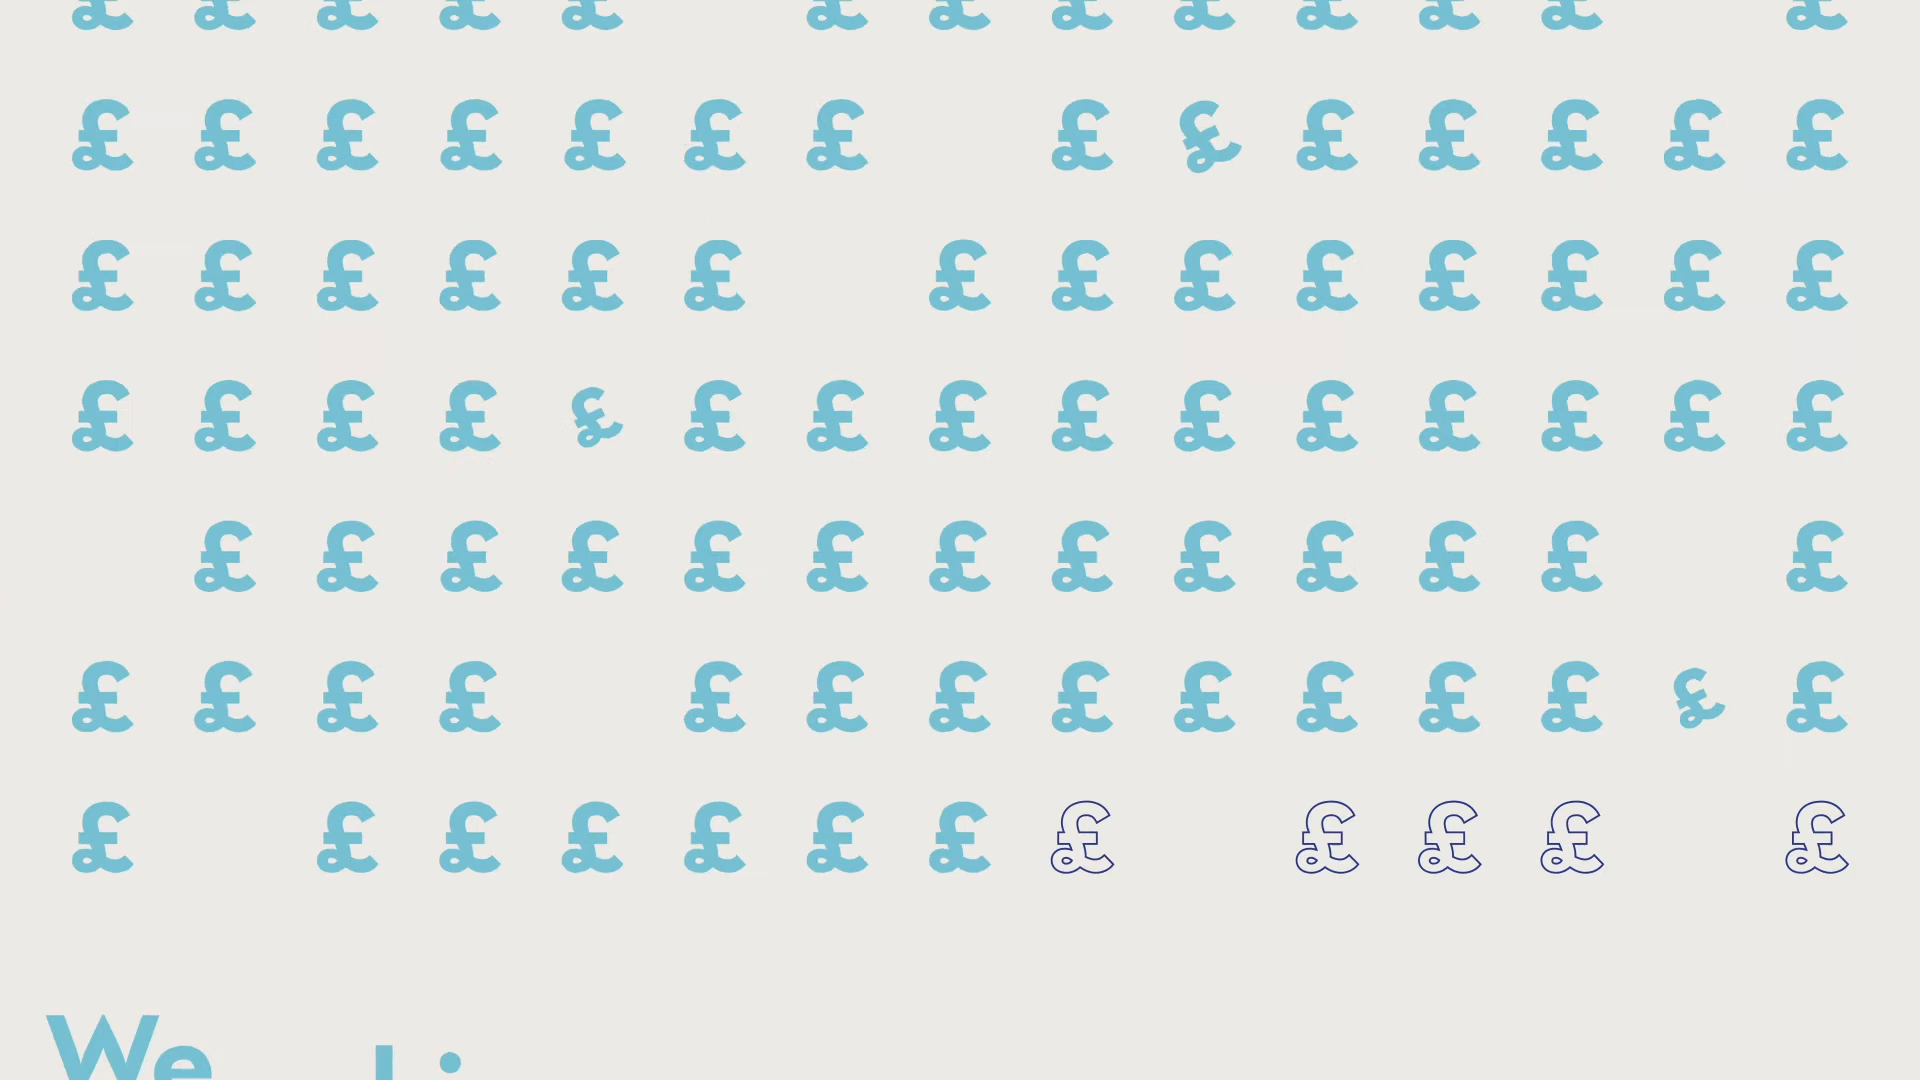 £ £ £ £ £ £ £ £ £ £ £ £ £
£ £ £ £ £ £ £ £ £ £ £ £ £ £
£ £ £ £ £ £ £ £ £ £ £ £ £ £
£ £ £ £ £ £ £ £ £ £ £ £ £ £ £
£ £ £ £ £ £ £ £ £ £ £ £ £
£ £ £ £ £ £ £ £ £ £ £ £ £ £
£ £ £ £ £ £ £ £ £ £ £ £
We